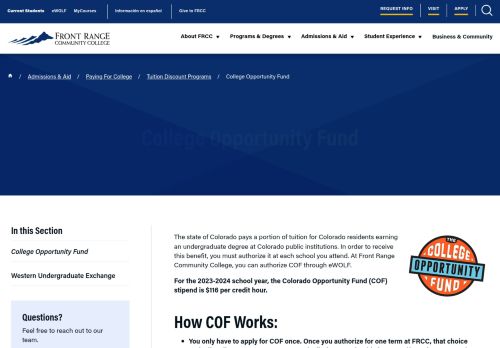 Current Students eWOLF MyCourses Información en español Give to FRCC REQUEST INFO VISIT APPLY
FRONT RANGE
COMMUNITY COLLEGE
About FRCC Programs & Degrees Admissions & Aid Student Experience Business & Community
/ Admissions & Aid / Paying For College / Tuition Discount Programs / College Opportunity Fund
College Opportunity Fund
In this Section
College Opportunity Fund
Western Undergraduate Exchange
Questions?
Feel free to reach out to our
team.
The state of Colorado pays a portion of tuition for Colorado residents earning
an undergraduate degree at Colorado public institutions. In order to receive
this benefit, you must authorize it at each school you attend. At Front Range
Community College, you can authorize COF through eWOLF.
For the 2023-2024 school year, the Colorado Opportunity Fund (COF)
stipend is $116 per credit hour.
THE
COLLEGE
OPPORTUNITY
FUND
How COF Works:
• You only have to apply for COF once. Once you authorize for one term at FRCC, that choice